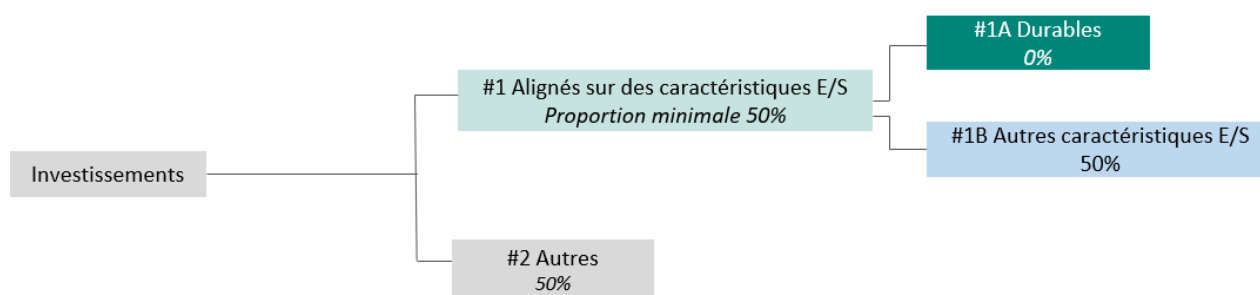 Investissements
#1 Alignés sur des caractéristiques E/S
Proportion minimale 50%
#1A Durables
0%
#1B Autres caractéristiques E/S
50%
#2 Autres
50%